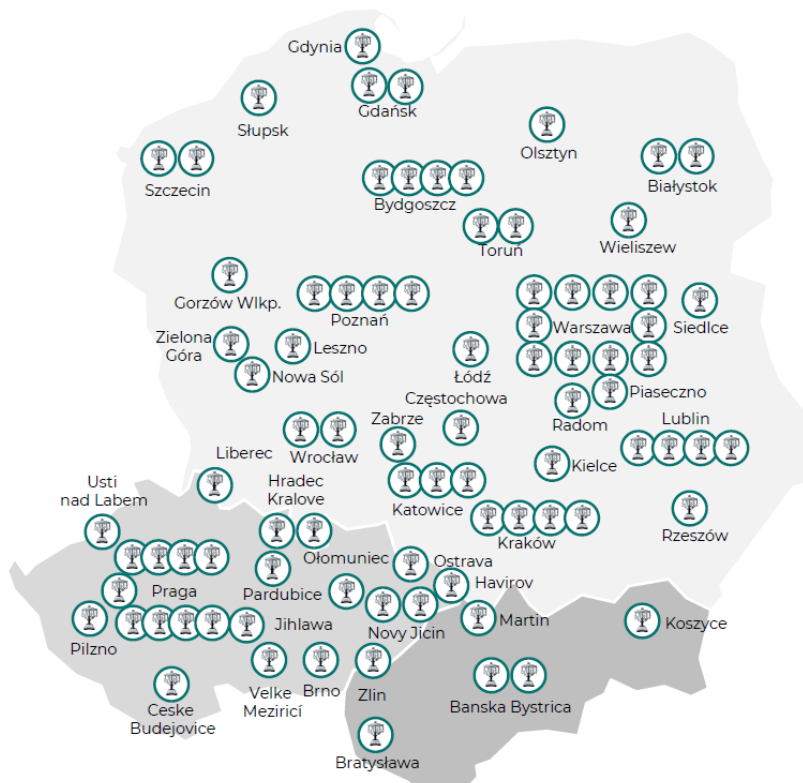 Gdynia
Gdańsk
Słupsk
Olsztyn
Szczecin
Białystok
Bydgoszcz
Toruń
Wieliszew
Gorzów Wlkp.
Poznań
Warszawa
Siedlce
Zielona
Góra
Leszno
Nowa Sól
Łódź
Piaseczno
Częstochowa
Radom
Zabrze
Lublin
Wrocław
Liberec
Kielce
Usti
nad Labem
Hradec
Kralove
Katowice
Kraków
Rzeszów
Ołomuniec
Ostrava
Havirov
Praga
Pardubice
Novy Jicin
Martin
Koszyce
Pilzno
Jihlawa
Velke
Mezirící
Brno
Zlin
Banska Bystrica
Ceske
Budejovice
Bratysława